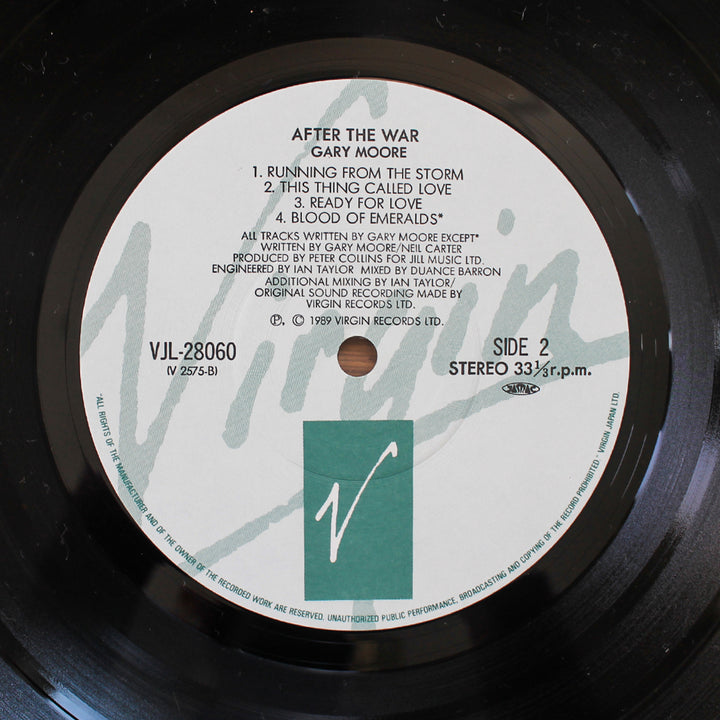 Virgin
AFTER THE WAR
GARY MOORE
1. RUNNING FROM THE STORM
2. THIS THING CALLED LOVE
3. READY FOR LOVE
4. BLOOD OF EMERALDS*
ALL TRACKS WRITTEN BY GARY MOORE EXCEPT*
WRITTEN BY GARY MOORE/NEIL CARTER
PRODUCED BY PETER COLLINS FOR JILL MUSIC LTD.
ENGINEERED BY IAN TAYLOR MIXED BY DUANCE BARRON
ADDITIONAL MIXING BY IAN TAYLOR/
ORIGINAL SOUND RECORDING MADE BY
VIRGIN RECORDS LTD.
Ⓟ, © 1989 VIRGIN RECORDS LTD.
VJL-28060
(V 2575-B)
SIDE 2
STEREO 33⅓r.p.m.
JASRAC
V
"ALL RIGHTS OF THE MANUFACTURER AND OF THE OWNER OF THE RECORDED WORK ARE RESERVED. UNAUTHORIZED PUBLIC PERFORMANCE, BROADCASTING AND COPYING OF THE RECORD PROHIBITED." VIRGIN JAPAN LTD.